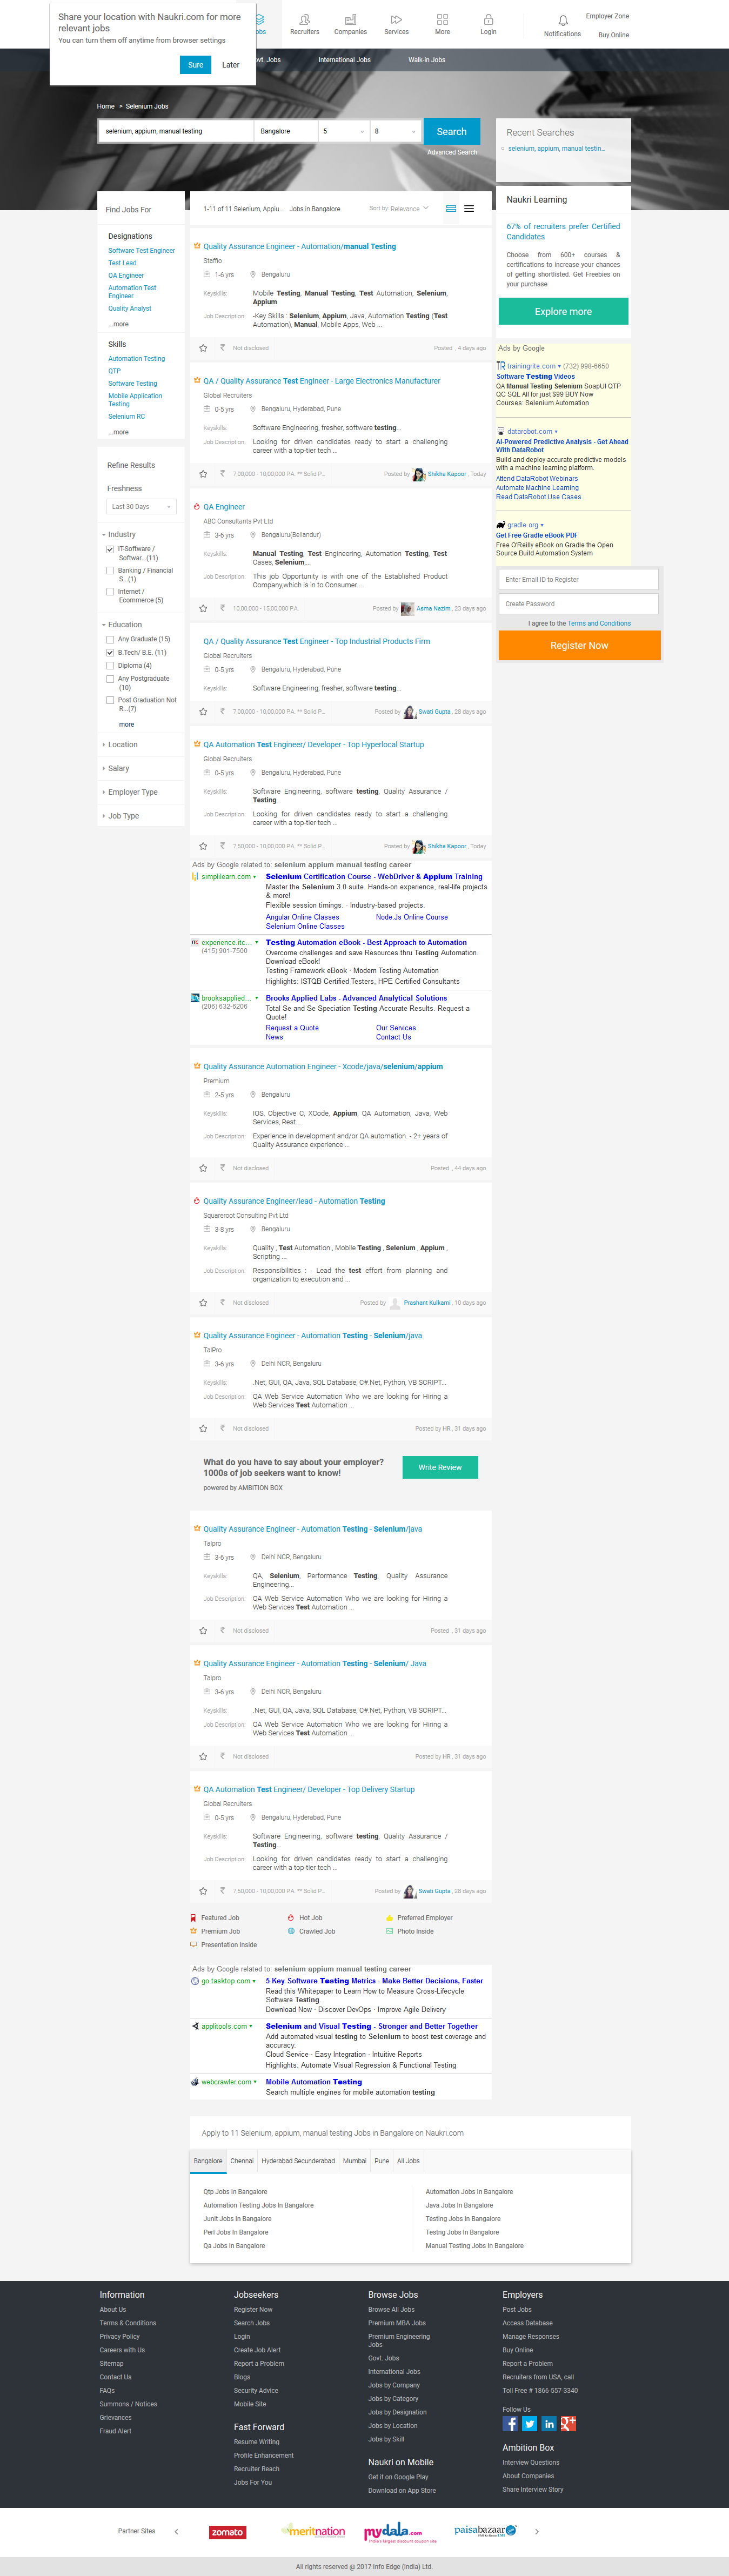 Share your location with Naukri.com for more
relevant jobs
You can turn them off anytime from browser settings
Sure Later
Recruiters Companies Services More Login
Notifications
Employer Zone
Buy Online
International Jobs Walk-in Jobs
Home > Selenium Jobs
selenium, appium, manual testing Bangalore 5 8 Search
Advanced Search
Recent Searches
selenium, appium, manual testin...
Find Jobs For
Designations
Software Test Engineer
Test Lead
QA Engineer
Automation Test
Engineer
Quality Analyst
...more
Skills
Automation Testing
QTP
Software Testing
Mobile Application
Testing
Selenium RC
...more
Refine Results
Freshness
Last 30 Days
Industry
IT-Software /
Softwar...(11)
Banking / Financial
S...(1)
Internet /
Ecommerce (5)
Education
Any Graduate (15)
B.Tech/ B.E. (11)
Diploma (4)
Any Postgraduate
(10)
Post Graduation Not
R...(7)
more
Location
Salary
Employer Type
Job Type
1-11 of 11 Selenium, Appiu... Jobs in Bangalore Sort by: Relevance
Quality Assurance Engineer - Automation/manual Testing
Staffio
1-6 yrs Bengaluru
Keyskills: Mobile Testing, Manual Testing, Test Automation, Selenium,
Appium
Job Description: -Key Skills : Selenium, Appium, Java, Automation Testing (Test
Automation), Manual, Mobile Apps, Web ...
Not disclosed Posted , 4 days ago
QA / Quality Assurance Test Engineer - Large Electronics Manufacturer
Global Recruiters
0-5 yrs Bengaluru, Hyderabad, Pune
Keyskills: Software Engineering, fresher, software testing...
Job Description: Looking for driven candidates ready to start a challenging
career with a top-tier tech ...
7,00,000 - 10,00,000 P.A. ** Solid P... Posted by Shikha Kapoor , Today
QA Engineer
ABC Consultants Pvt Ltd
3-6 yrs Bengaluru(Bellandur)
Keyskills: Manual Testing, Test Engineering, Automation Testing, Test
Cases, Selenium,...
Job Description: This job Opportunity is with one of the Established Product
Company,which is in to Consumer ...
10,00,000 - 15,00,000 P.A. Posted by Asma Nazim , 23 days ago
QA / Quality Assurance Test Engineer - Top Industrial Products Firm
Global Recruiters
0-5 yrs Bengaluru, Hyderabad, Pune
Keyskills: Software Engineering, fresher, software testing...
7,00,000 - 10,00,000 P.A. ** Solid P... Posted by Swati Gupta , 28 days ago
QA Automation Test Engineer/ Developer - Top Hyperlocal Startup
Global Recruiters
0-5 yrs Bengaluru, Hyderabad, Pune
Keyskills: Software Engineering, software testing, Quality Assurance /
Testing...
Job Description: Looking for driven candidates ready to start a challenging
career with a top-tier tech ...
7,50,000 - 10,00,000 P.A. ** Solid P... Posted by Shikha Kapoor , Today
Ads by Google related to: selenium appium manual testing career
simplilearn.com Selenium Certification Course - WebDriver & Appium Training
Master the Selenium 3.0 suite. Hands-on experience, real-life projects
& more!
Flexible session timings. · Industry-based projects.
Angular Online Classes Node.Js Online Course
Selenium Online Classes
experience.itc... Testing Automation eBook - Best Approach to Automation
(415) 901-7500 Overcome challenges and save Resources thru Testing Automation.
Download eBook!
Testing Framework eBook · Modern Testing Automation
Highlights: ISTQB Certified Testers, HPE Certified Consultants
brooksapplied... Brooks Applied Labs - Advanced Analytical Solutions
(206) 632-6206 Total Se and Se Speciation Testing Accurate Results. Request a
Quote!
Request a Quote Our Services
News Contact Us
Quality Assurance Automation Engineer - Xcode/java/selenium/appium
Premium
2-5 yrs Bengaluru
Keyskills: IOS, Objective C, XCode, Appium, QA Automation, Java, Web
Services, Rest...
Job Description: Experience in development and/or QA automation: - 2+ years of
Quality Assurance experience ...
Not disclosed Posted , 44 days ago
Quality Assurance Engineer/lead - Automation Testing
Squareroot Consulting Pvt Ltd
3-8 yrs Bengaluru
Keyskills: Quality , Test Automation , Mobile Testing , Selenium , Appium ,
Scripting ...
Job Description: Responsibilities : - Lead the test effort from planning and
organization to execution and ...
Not disclosed Posted by Prashant Kulkarni , 10 days ago
Quality Assurance Engineer - Automation Testing - Selenium/java
TalPro
3-6 yrs Delhi NCR, Bengaluru
Keyskills: .Net, GUI, QA, Java, SQL Database, C#.Net, Python, VB SCRIPT...
Job Description: QA Web Service Automation Who we are looking for Hiring a
Web Services Test Automation ...
Not disclosed Posted by HR , 31 days ago
What do you have to say about your employer?
1000s of job seekers want to know!
powered by AMBITION BOX
Write Review
Quality Assurance Engineer - Automation Testing - Selenium/java
Talpro
3-6 yrs Delhi NCR, Bengaluru
Keyskills: QA, Selenium, Performance Testing, Quality Assurance
Engineering...
Job Description: QA Web Service Automation Who we are looking for Hiring a
Web Services Test Automation ...
Not disclosed Posted , 31 days ago
Quality Assurance Engineer - Automation Testing - Selenium/ Java
Talpro
3-6 yrs Delhi NCR, Bengaluru
Keyskills: .Net, GUI, QA, Java, SQL Database, C#.Net, Python, VB SCRIPT...
Job Description: QA Web Service Automation Who we are looking for Hiring a
Web Services Test Automation ...
Not disclosed Posted by HR , 31 days ago
QA Automation Test Engineer/ Developer - Top Delivery Startup
Global Recruiters
0-5 yrs Bengaluru, Hyderabad, Pune
Keyskills: Software Engineering, software testing, Quality Assurance /
Testing...
Job Description: Looking for driven candidates ready to start a challenging
career with a top-tier tech ...
7,50,000 - 10,00,000 P.A. ** Solid P... Posted by Swati Gupta , 28 days ago
Featured Job Hot Job Preferred Employer
Premium Job Crawled Job Photo Inside
Presentation Inside
Ads by Google related to: selenium appium manual testing career
go.tasktop.com 5 Key Software Testing Metrics - Make Better Decisions, Faster
Read this Whitepaper to Learn How to Measure Cross-Lifecycle
Software Testing.
Download Now · Discover DevOps · Improve Agile Delivery
applitools.com Selenium and Visual Testing - Stronger and Better Together
Add automated visual testing to Selenium to boost test coverage and
accuracy.
Cloud Service · Easy Integration · Intuitive Reports
Highlights: Automate Visual Regression & Functional Testing
webcrawler.com Mobile Automation Testing
Search multiple engines for mobile automation testing
Naukri Learning
67% of recruiters prefer Certified
Candidates
Choose from 600+ courses &
certifications to increase your chances
of getting shortlisted. Get Freebies on
your purchase
Explore more
Ads by Google
trainingrite.com (732) 998-6650
Software Testing Videos
QA Manual Testing Selenium SoapUI QTP
QC SQL All for just $99 BUY Now
Courses: Selenium Automation
datarobot.com
AI-Powered Predictive Analysis - Get Ahead
With DataRobot
Build and deploy accurate predictive models
with a machine learning platform.
Attend DataRobot Webinars
Automate Machine Learning
Read DataRobot Use Cases
gradle.org
Get Free Gradle eBook PDF
Free O'Reilly eBook on Gradle the Open
Source Build Automation System
Enter Email ID to Register
Create Password
I agree to the Terms and Conditions
Register Now
Apply to 11 Selenium, appium, manual testing Jobs in Bangalore on Naukri.com
Bangalore Chennai Hyderabad Secunderabad Mumbai Pune All Jobs
Qtp Jobs In Bangalore Automation Jobs In Bangalore
Automation Testing Jobs In Bangalore Java Jobs In Bangalore
Junit Jobs In Bangalore Testing Jobs In Bangalore
Perl Jobs In Bangalore Testng Jobs In Bangalore
Qa Jobs In Bangalore Manual Testing Jobs In Bangalore
Information
About Us
Terms & Conditions
Privacy Policy
Careers with Us
Sitemap
Contact Us
FAQs
Summons / Notices
Grievances
Fraud Alert
Jobseekers
Register Now
Search Jobs
Login
Create Job Alert
Report a Problem
Blogs
Security Advice
Mobile Site
Fast Forward
Resume Writing
Profile Enhancement
Recruiter Reach
Jobs For You
Browse Jobs
Browse All Jobs
Premium MBA Jobs
Premium Engineering
Jobs
Govt. Jobs
International Jobs
Jobs by Company
Jobs by Category
Jobs by Designation
Jobs by Location
Jobs by Skill
Naukri on Mobile
Get it on Google Play
Download on App Store
Employers
Post Jobs
Access Database
Manage Responses
Buy Online
Report a Problem
Recruiters from USA, call
Toll Free # 1866-557-3340
Follow Us
Ambition Box
Interview Questions
About Companies
Share Interview Story
Partner Sites zomato meritnation mydala.com paisabazaar
All rights reserved @ 2017 Info Edge (India) Ltd.